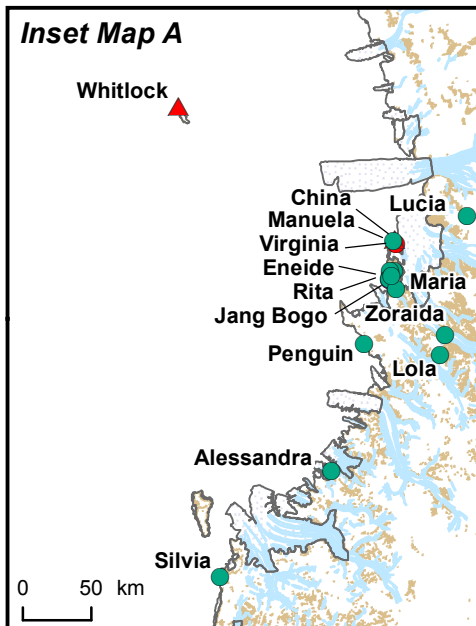 Inset Map A
Whitlock
China
Lucia
Manuela
Virginia
Eneide
Maria
Rita
Zoraida
Jang Bogo
Penguin
Lola
Alessandra
Silvia
0 50 km